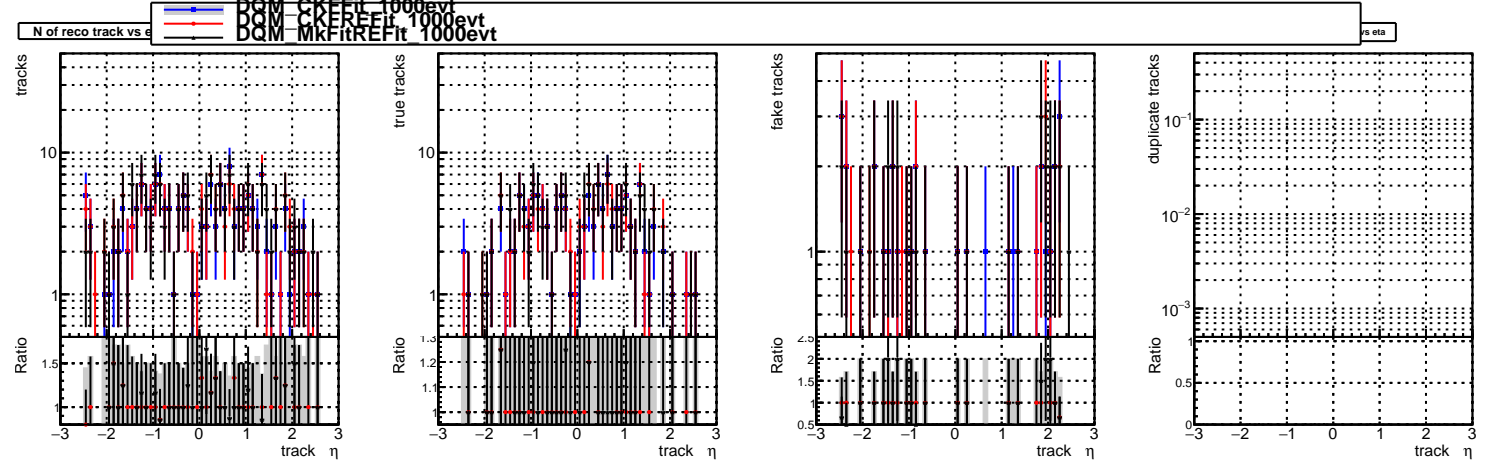 DQM_CKFFit_1000evt
DQM_CKFREFit_1000evt
DQM_MkFitREFit_1000evt
N of reco track vs e
vs eta
tracks
10
1
Ratio
1.5
1
−3 −2 −1 0 1 2 3
track η
true tracks
10
1
Ratio
1.3
1.2
1.1
1
−3 −2 −1 0 1 2 3
track η
fake tracks
1
Ratio
2.5
2
1.5
1
0.5
−3 −2 −1 0 1 2 3
track η
duplicate tracks
10−1
10−2
10−3
Ratio
1
0.5
0
−3 −2 −1 0 1 2 3
track η